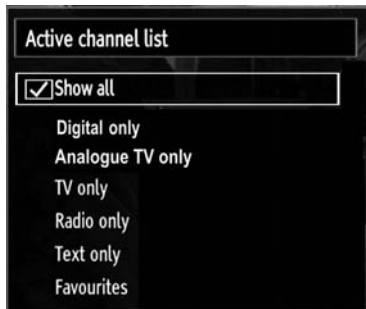 Active channel list
Show all
Digital only
Analogue TV only
TV only
Radio only
Text only
Favourites